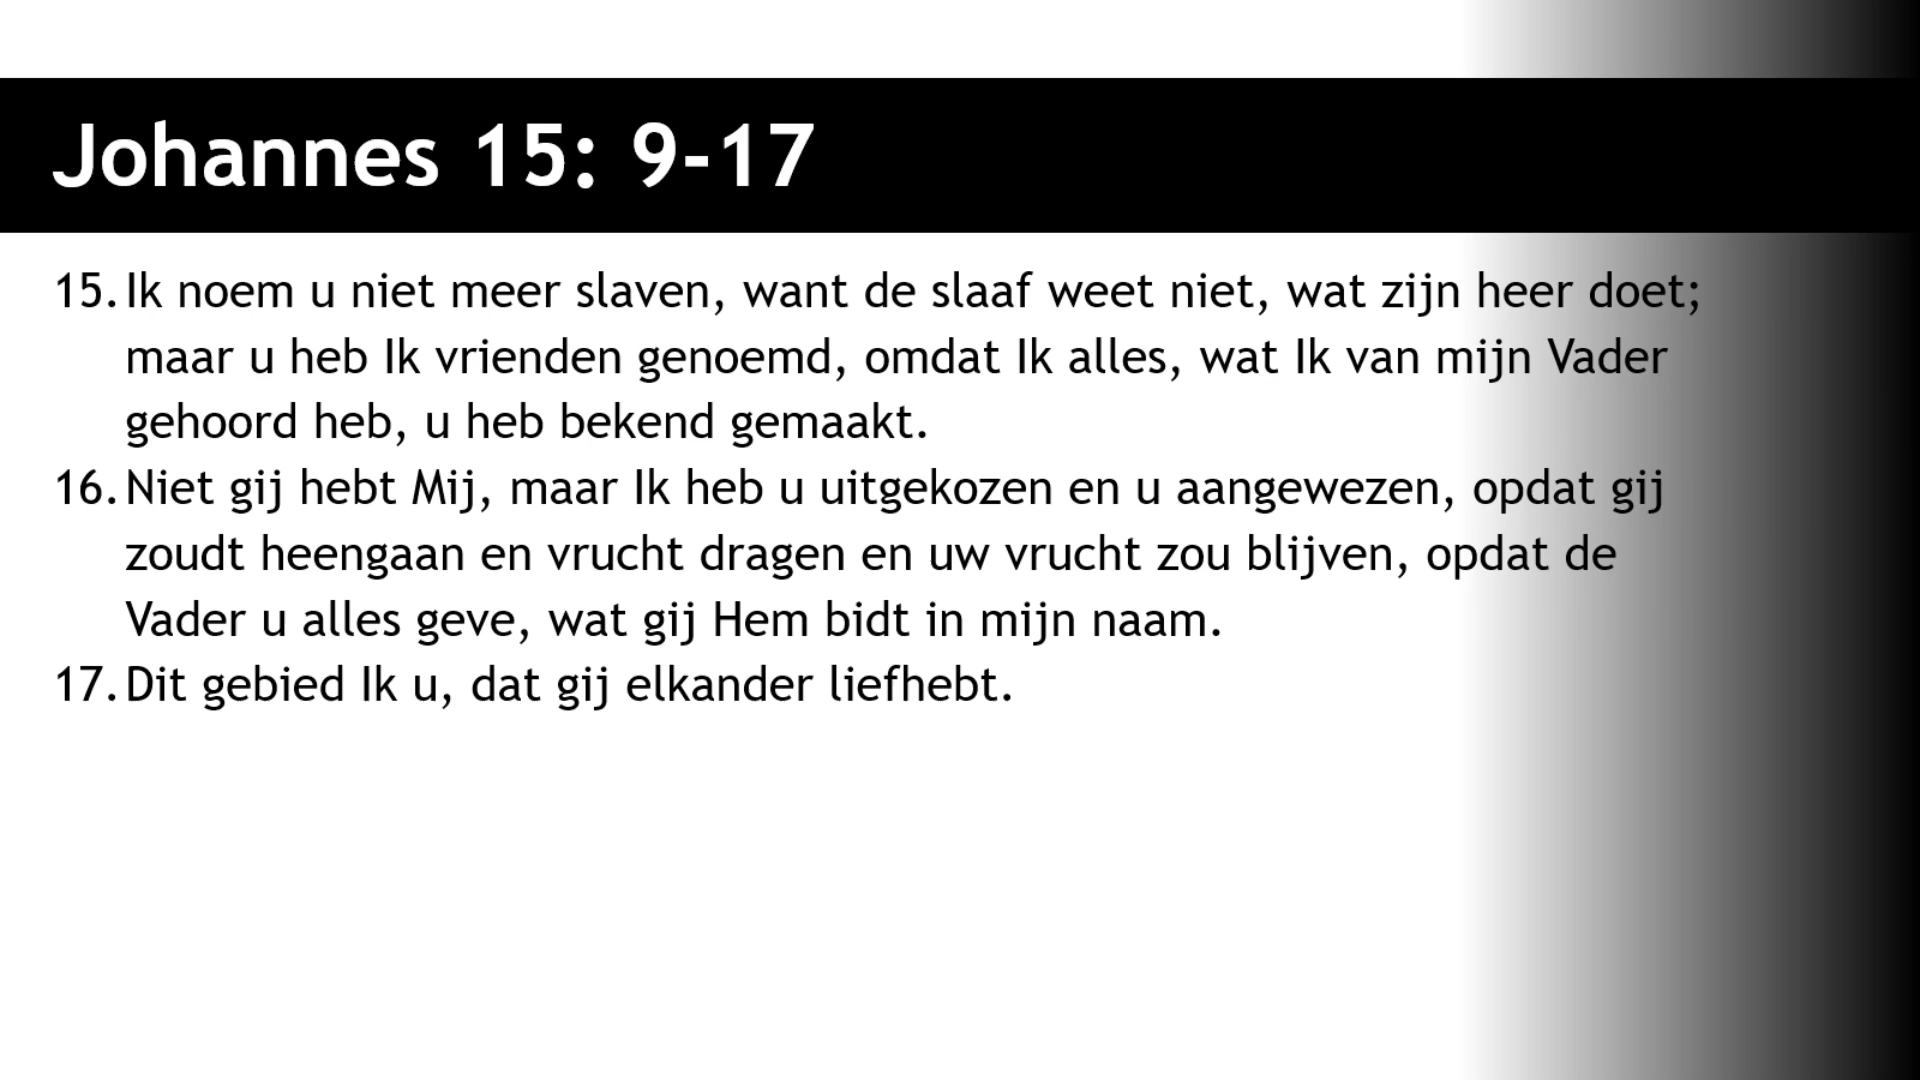 Johannes 15: 9-17
15. Ik noem u niet meer slaven, want de slaaf weet niet, wat zijn heer doet;
maar u heb Ik vrienden genoemd, omdat Ik alles, wat Ik van mijn Vader
gehoord heb, u heb bekend gemaakt.
16. Niet gij hebt Mij, maar Ik heb u uitgekozen en u aangewezen, opdat gij
zoudt heengaan en vrucht dragen en uw vrucht zou blijven, opdat de
Vader u alles geve, wat gij Hem bidt in mijn naam.
17. Dit gebied Ik u, dat gij elkander liefhebt.